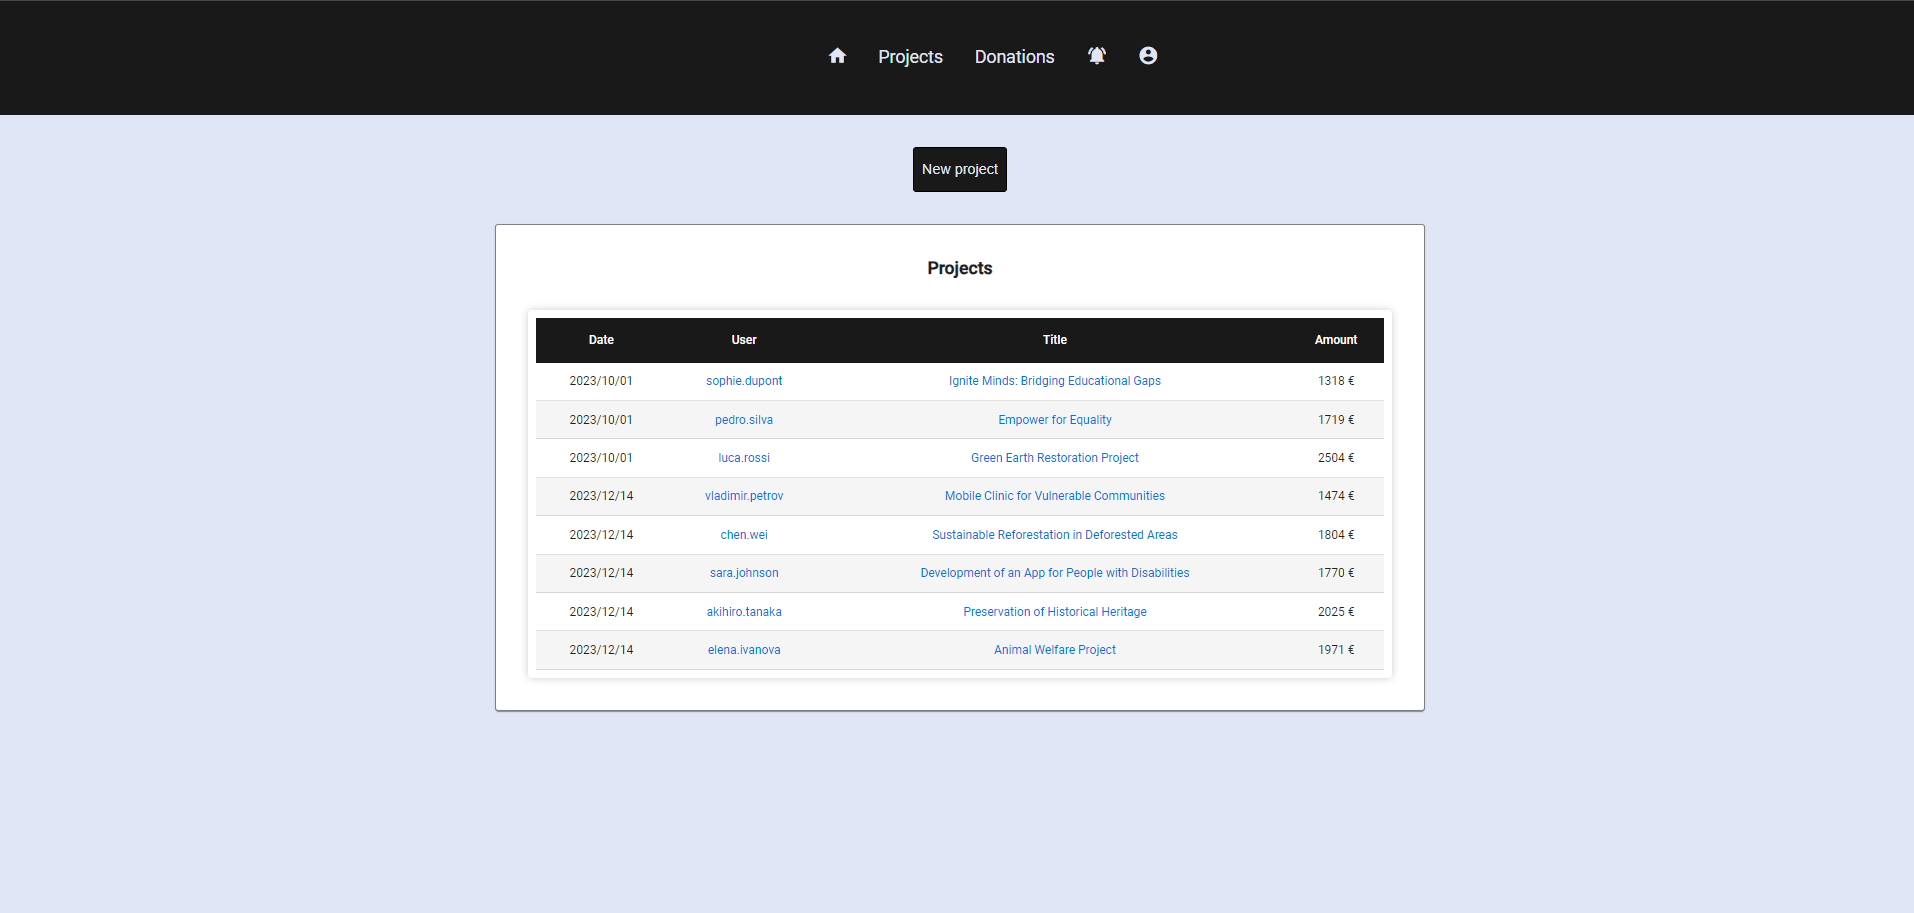 Projects Donations
New project
Projects
Date User Title Amount
2023/10/01 sophie.dupont Ignite Minds: Bridging Educational Gaps 1318 €
2023/10/01 pedro.silva Empower for Equality 1719 €
2023/10/01 luca.rossi Green Earth Restoration Project 2504 €
2023/12/14 vladimir.petrov Mobile Clinic for Vulnerable Communities 1474 €
2023/12/14 chen.wei Sustainable Reforestation in Deforested Areas 1804 €
2023/12/14 sara.johnson Development of an App for People with Disabilities 1770 €
2023/12/14 akihiro.tanaka Preservation of Historical Heritage 2025 €
2023/12/14 elena.ivanova Animal Welfare Project 1971 €